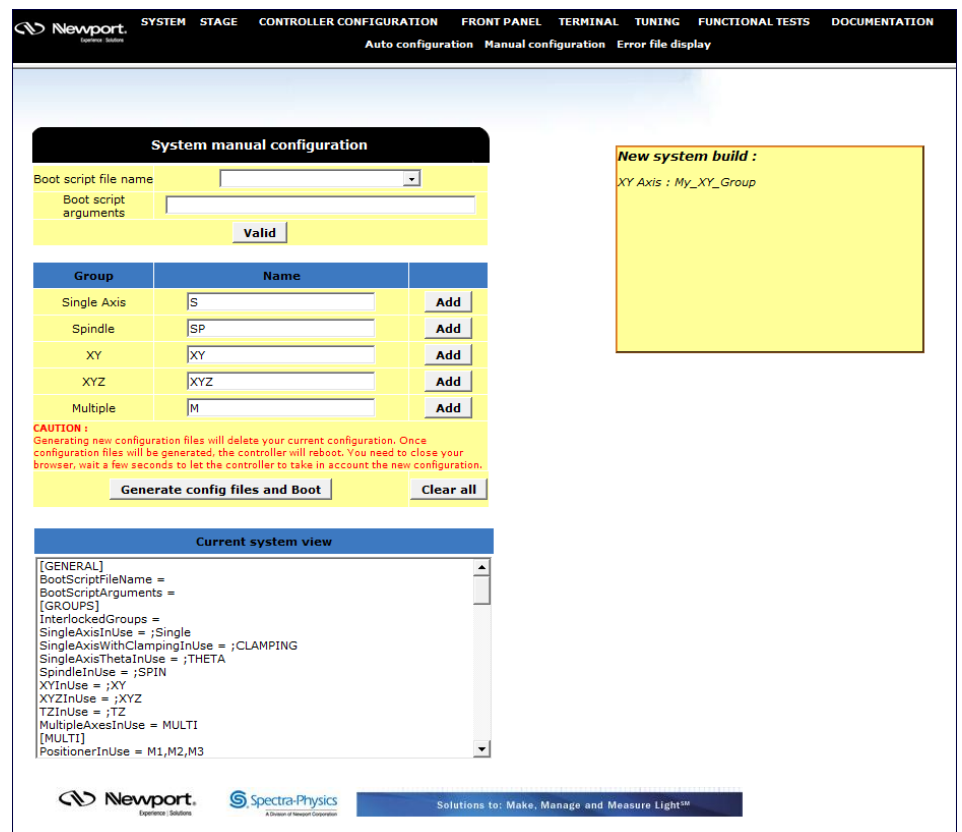 Newport.
Experience | Solutions
SYSTEM STAGE CONTROLLER CONFIGURATION FRONT PANEL TERMINAL TUNING FUNCTIONAL TESTS DOCUMENTATION
Auto configuration Manual configuration Error file display
System manual configuration
Boot script file name
Boot script
arguments
Valid
Group Name
Single Axis S Add
Spindle SP Add
XY XY Add
XYZ XYZ Add
Multiple M Add
CAUTION :
Generating new configuration files will delete your current configuration. Once
configuration files will be generated, the controller will reboot. You need to close your
browser, wait a few seconds to let the controller to take in account the new configuration.
Generate config files and Boot Clear all
New system build :
XY Axis : My_XY_Group
Current system view
[GENERAL]
BootScriptFileName =
BootScriptArguments =
[GROUPS]
InterlockedGroups =
SingleAxisInUse = ;Single
SingleAxisWithClampingInUse = ;CLAMPING
SingleAxisThetaInUse = ;THETA
SpindleInUse = ;SPIN
XYInUse = ;XY
XYZInUse = ;XYZ
TZInUse = ;TZ
MultipleAxesInUse = MULTI
[MULTI]
PositionerInUse = M1,M2,M3
Newport.
Experience | Solutions
Spectra-Physics
A Division of Newport Corporation
Solutions to: Make, Manage and Measure Light℠